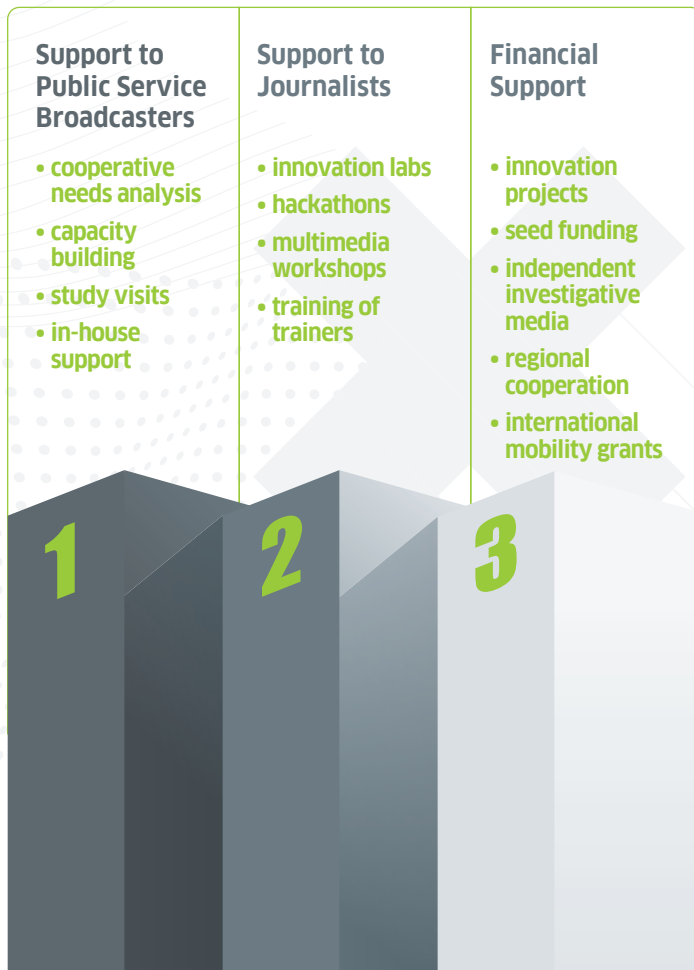 Support to
Public Service
Broadcasters
• cooperative
needs analysis
• capacity
building
• study visits
• in-house
support
Support to
Journalists
• innovation labs
• hackathons
• multimedia
workshops
• training of
trainers
Financial
Support
• innovation
projects
• seed funding
• independent
investigative
media
• regional
cooperation
• international
mobility grants
1
2
3